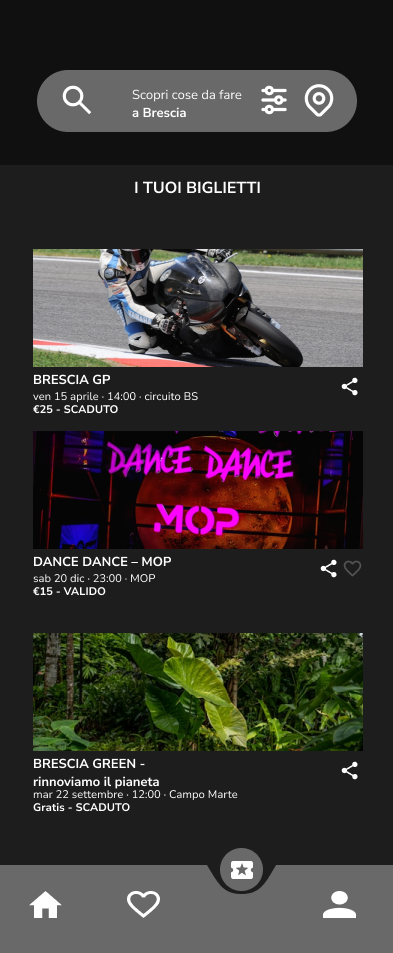 Scopri cose da fare
a Brescia
I TUOI BIGLIETTI
BRESCIA GP
ven 15 aprile · 14:00 · circuito BS
€25 - SCADUTO
DANCE DANCE
MOP
DANCE DANCE – MOP
sab 20 dic · 23:00 · MOP
€15 - VALIDO
BRESCIA GREEN -
rinnoviamo il pianeta
mar 22 settembre · 12:00 · Campo Marte
Gratis - SCADUTO